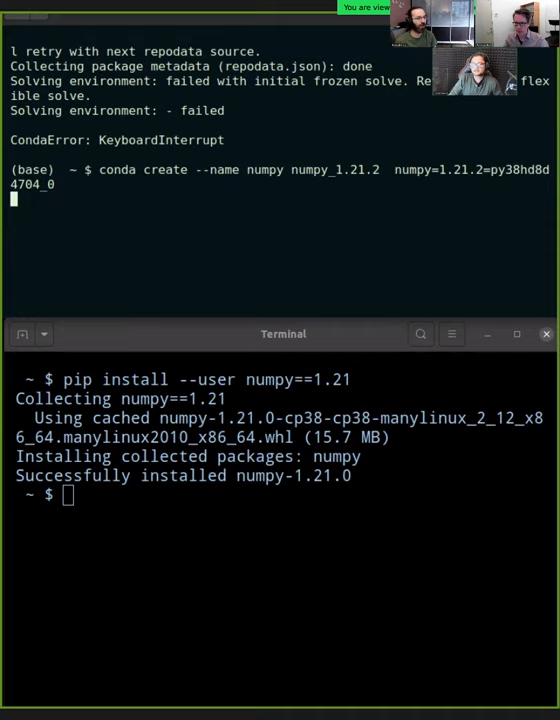 You are view
l retry with next repodata source.
Collecting package metadata (repodata.json): done
Solving environment: failed with initial frozen solve. Re flex
ible solve.
Solving environment: - failed
CondaError: KeyboardInterrupt
(base)  ~ $ conda create --name numpy numpy_1.21.2  numpy=1.21.2=py38hd8d
4704_0
Terminal
~ $ pip install --user numpy==1.21
Collecting numpy==1.21
  Using cached numpy-1.21.0-cp38-cp38-manylinux_2_12_x8
6_64.manylinux2010_x86_64.whl (15.7 MB)
Installing collected packages: numpy
Successfully installed numpy-1.21.0
~ $